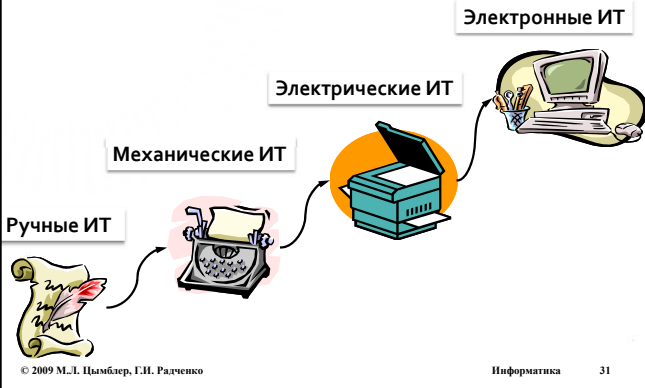 Электронные ИТ
Электрические ИТ
Механические ИТ
Ручные ИТ
© 2009 М.Л. Цымблер, Г.И. Радченко
Информатика 31